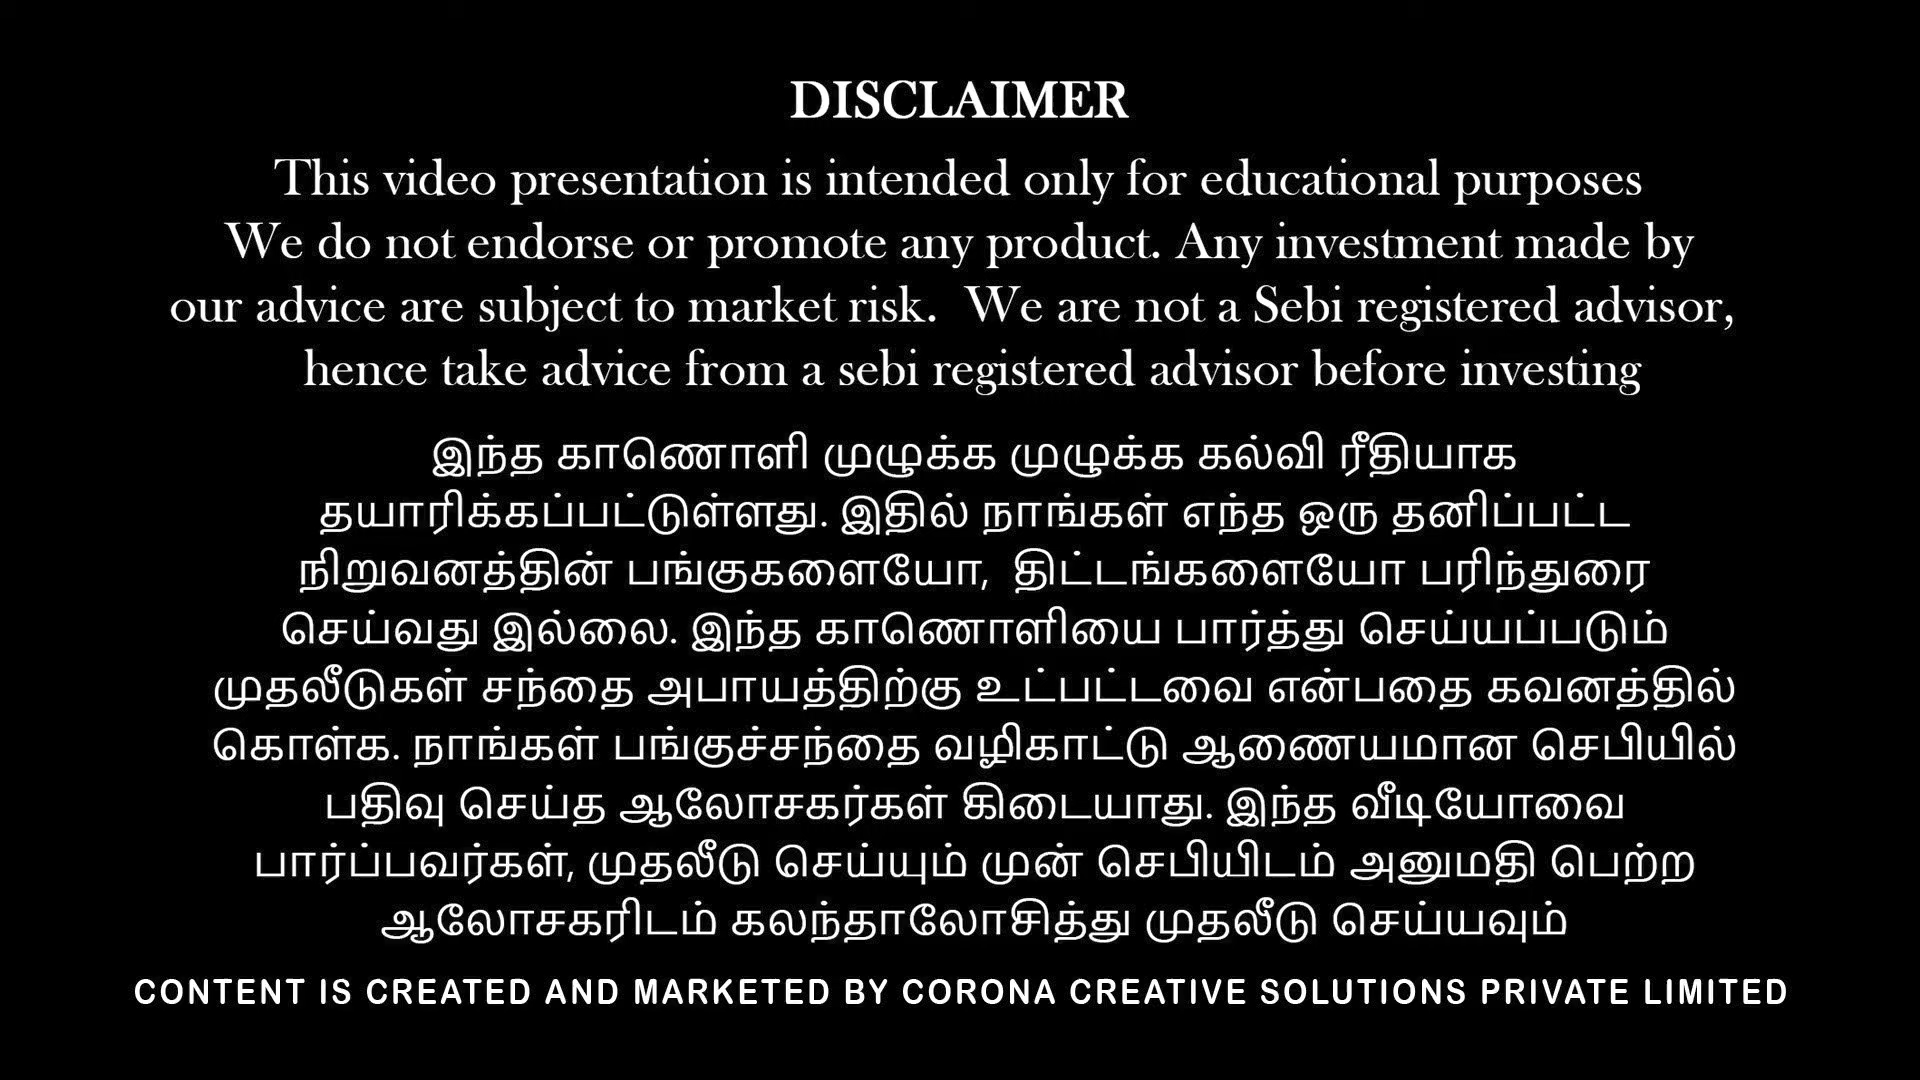 DISCLAIMER
This video presentation is intended only for educational purposes
We do not endorse or promote any product. Any investment made by
our advice are subject to market risk.  We are not a Sebi registered advisor,
hence take advice from a sebi registered advisor before investing
இந்த காணொளி முழுக்க முழுக்க கல்வி ரீதியாக
தயாரிக்கப்பட்டுள்ளது. இதில் நாங்கள் எந்த ஒரு தனிப்பட்ட
நிறுவனத்தின் பங்குகளையோ,  திட்டங்களையோ பரிந்துரை
செய்வது இல்லை. இந்த காணொளியை பார்த்து செய்யப்படும்
முதலீடுகள் சந்தை அபாயத்திற்கு உட்பட்டவை என்பதை கவனத்தில்
கொள்க. நாங்கள் பங்குச்சந்தை வழிகாட்டு ஆணையமான செபியில்
பதிவு செய்த ஆலோசகர்கள் கிடையாது. இந்த வீடியோவை
பார்ப்பவர்கள், முதலீடு செய்யும் முன் செபியிடம் அனுமதி பெற்ற
ஆலோசகரிடம் கலந்தாலோசித்து முதலீடு செய்யவும்
CONTENT IS CREATED AND MARKETED BY CORONA CREATIVE SOLUTIONS PRIVATE LIMITED